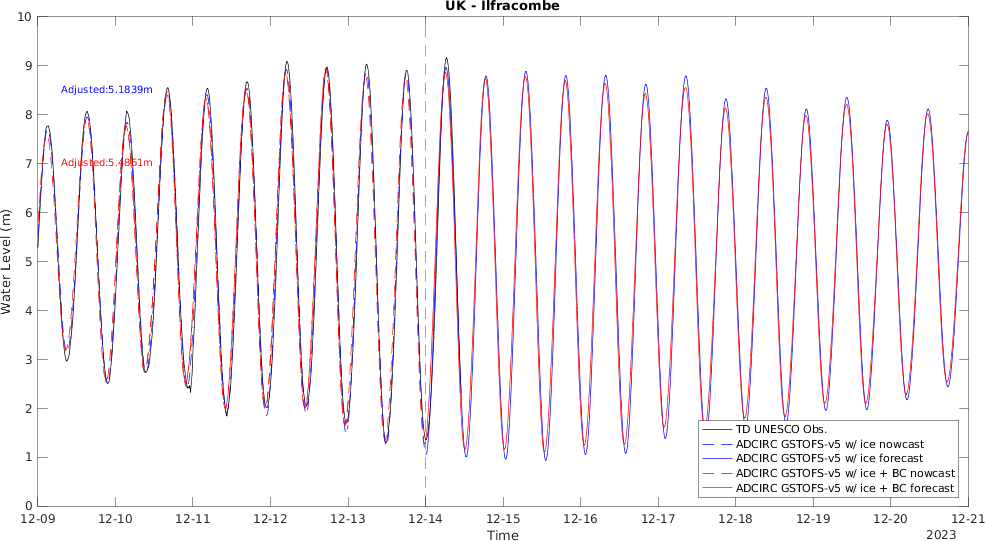 UK - Ilfracombe
10
9
8
7
6
5
4
3
2
1
0
Water Level (m)
Adjusted:5.1839m
Adjusted:5.4861m
TD UNESCO Obs.
ADCIRC GSTOFS-v5 w/ ice nowcast
ADCIRC GSTOFS-v5 w/ ice forecast
ADCIRC GSTOFS-v5 w/ ice + BC nowcast
ADCIRC GSTOFS-v5 w/ ice + BC forecast
12-09 12-10 12-11 12-12 12-13 12-14 12-15 12-16 12-17 12-18 12-19 12-20 12-21
Time
2023